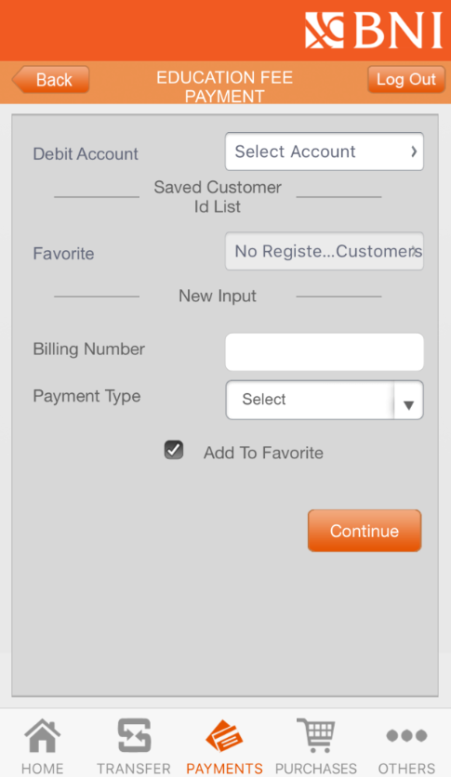 BNI
Back
EDUCATION FEE
PAYMENT
Log Out
Debit Account
Select Account
Saved Customer
Id List
Favorite
No Registe...Customers
New Input
Billing Number
Payment Type
Select
Add To Favorite
Continue
HOME
TRANSFER
PAYMENTS
PURCHASES
OTHERS